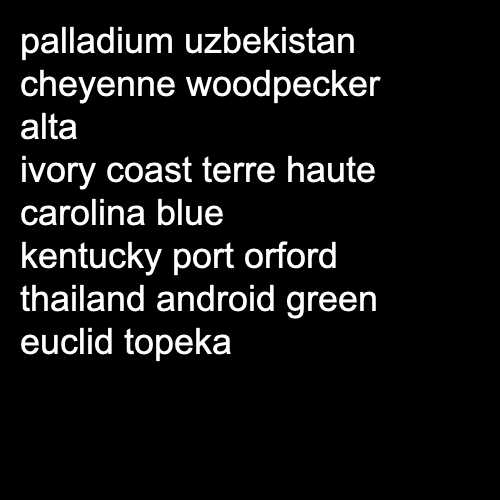 palladium uzbekistan
cheyenne woodpecker
alta
ivory coast terre haute
carolina blue
kentucky port orford
thailand android green
euclid topeka